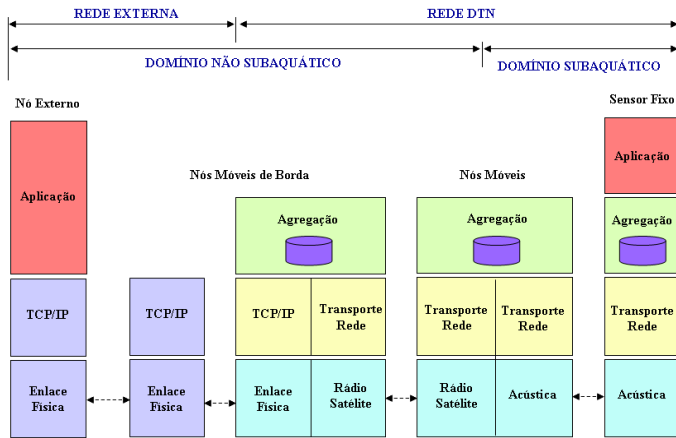 REDE EXTERNA
REDE DTN
DOMÍNIO NÃO SUBAQUÁTICO
DOMÍNIO SUBAQUÁTICO
Nó Externo
Sensor Fixo
Nós Móveis de Borda
Nós Móveis
Aplicação
Aplicação
Agregação
Agregação
Agregação
TCP/IP
TCP/IP
TCP/IP
Transporte
Rede
Transporte
Rede
Transporte
Rede
Transporte
Rede
Enlace
Física
Enlace
Física
Enlace
Física
Rádio
Satélite
Rádio
Satélite
Acústica
Acústica